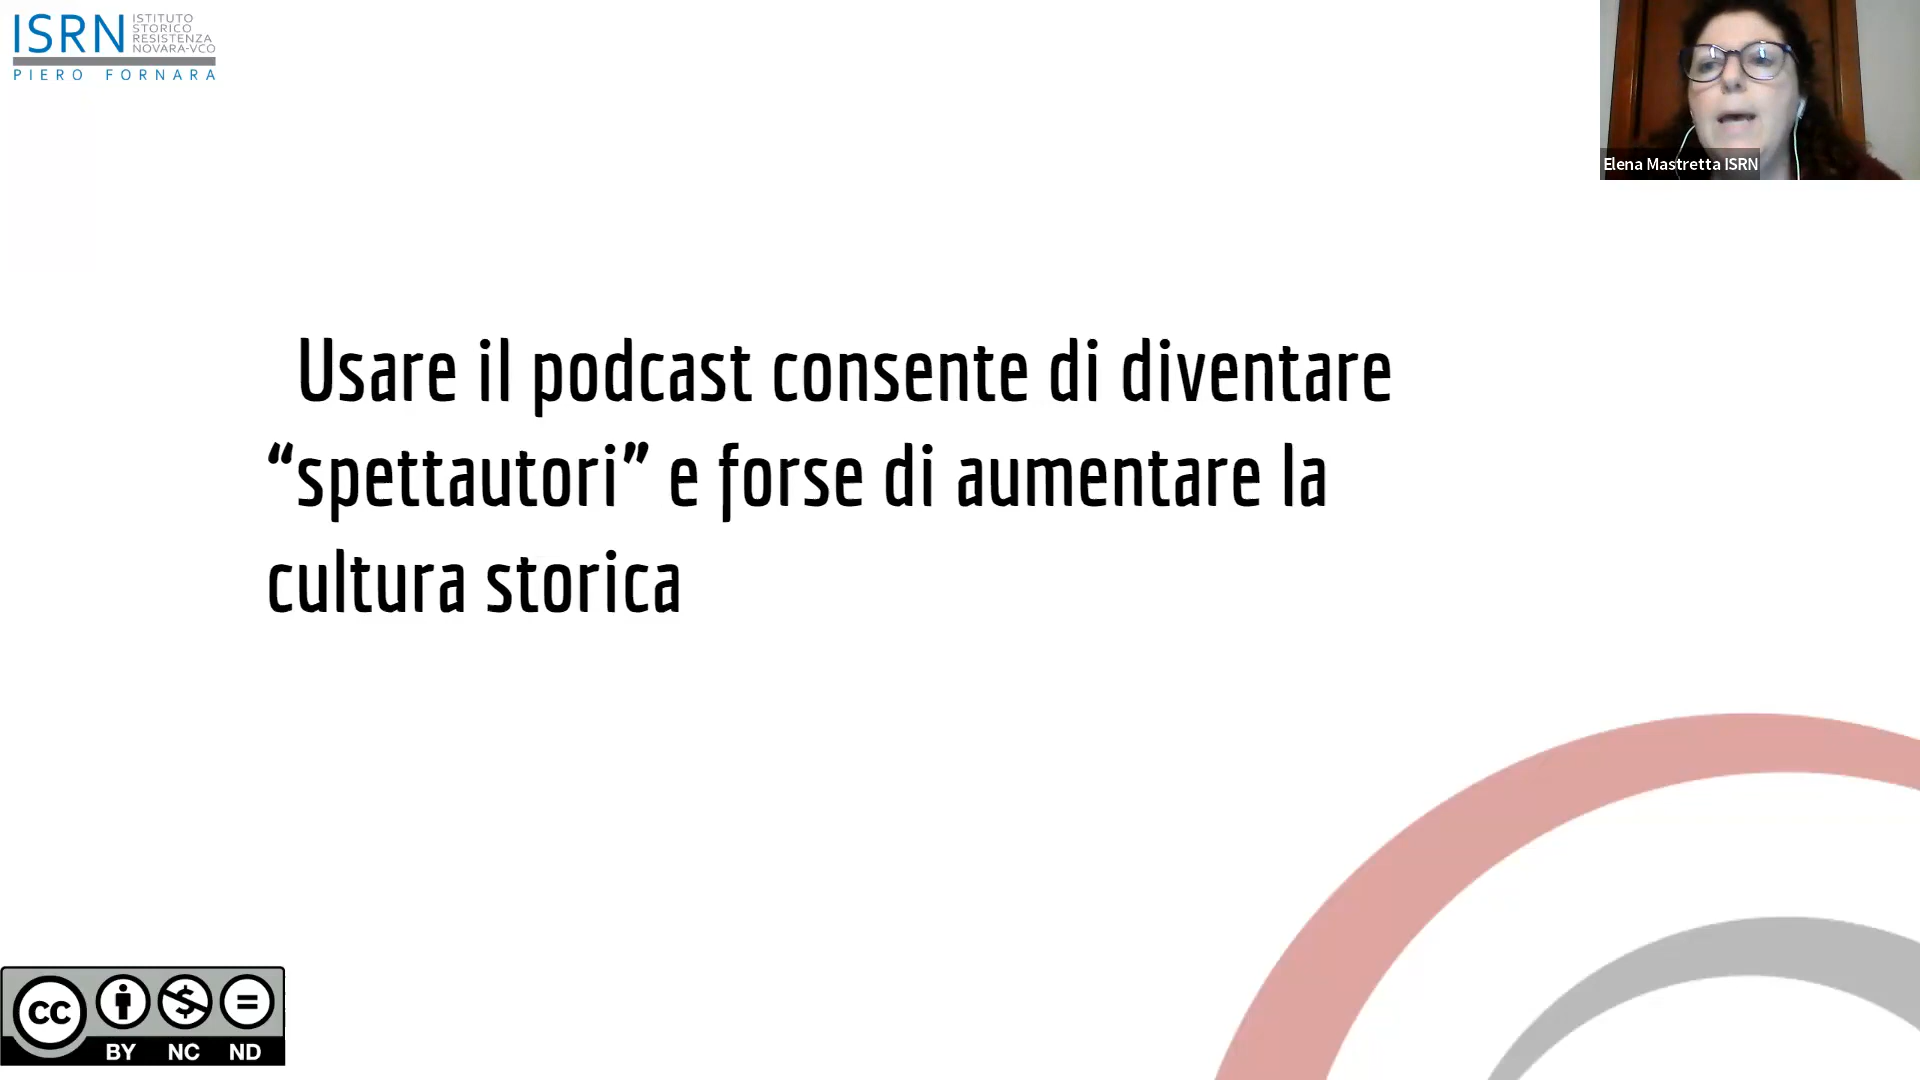 ISRN
ISTITUTO
STORICO
RESISTENZA
NOVARA-VCO
PIERO FORNARA
Elena Mastretta ISRN
Usare il podcast consente di diventare
“spettautori” e forse di aumentare la
cultura storica
cc
BY NC ND